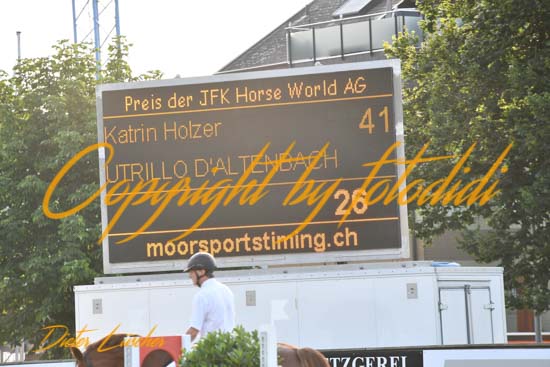 Preis der JFK Horse World AG
Katrin Holzer 41
UTRILLO D'ALTENBACH
Copyright by fotodidi
26
moorsportstiming.ch
Dieter Lüscher
TZGEREI